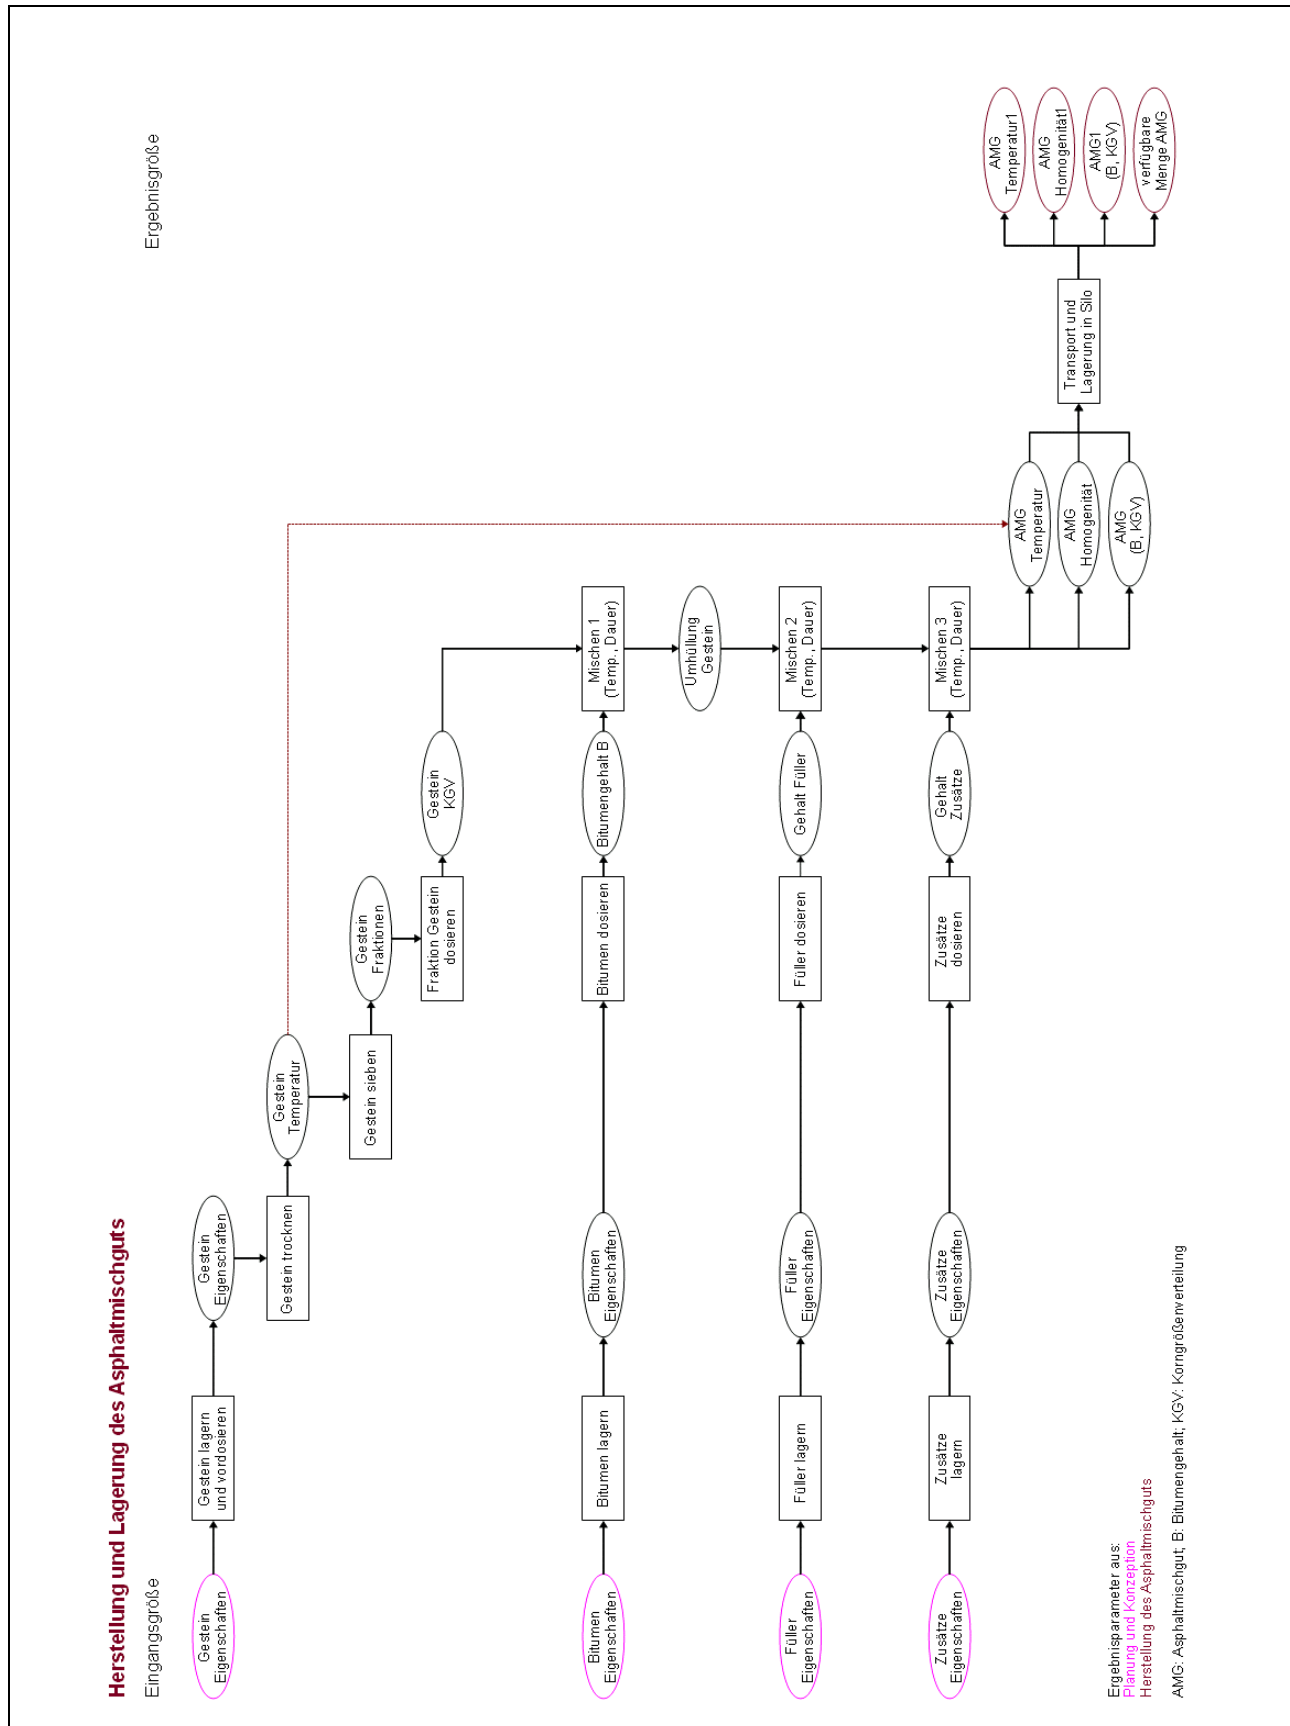 Herstellung und Lagerung des Asphaltmischguts
Eingangsgröße
Ergebnisgröße
Gestein
Eigenschaften
Gestein lagern
und vordosieren
Gestein
Eigenschaften
Gestein trocknen
Gestein
Temperatur
Gestein sieben
Gestein
Fraktionen
Fraktion Gestein
dosieren
Gestein
KGV
Bitumen
Eigenschaften
Bitumen lagern
Bitumen
Eigenschaften
Bitumen dosieren
Bitumengehalt B
Mischen 1
(Temp., Dauer)
Umhüllung
Gestein
Füller
Eigenschaften
Füller lagern
Füller
Eigenschaften
Füller dosieren
Gehalt Füller
Mischen 2
(Temp., Dauer)
Zusätze
Eigenschaften
Zusätze
lagern
Zusätze
Eigenschaften
Zusätze
dosieren
Gehalt
Zusätze
Mischen 3
(Temp., Dauer)
AMG
Temperatur
AMG
Homogenität
AMG
(B, KGV)
Transport und
Lagerung in Silo
AMG
Temperatur1
AMG
Homogenität1
AMG1
(B, KGV)
verfügbare
Menge AMG
Ergebnisparameter aus:
Planung und Konzeption
Herstellung des Asphaltmischguts
AMG: Asphaltmischgut; B: Bitumengehalt; KGV: Korngrößenverteilung